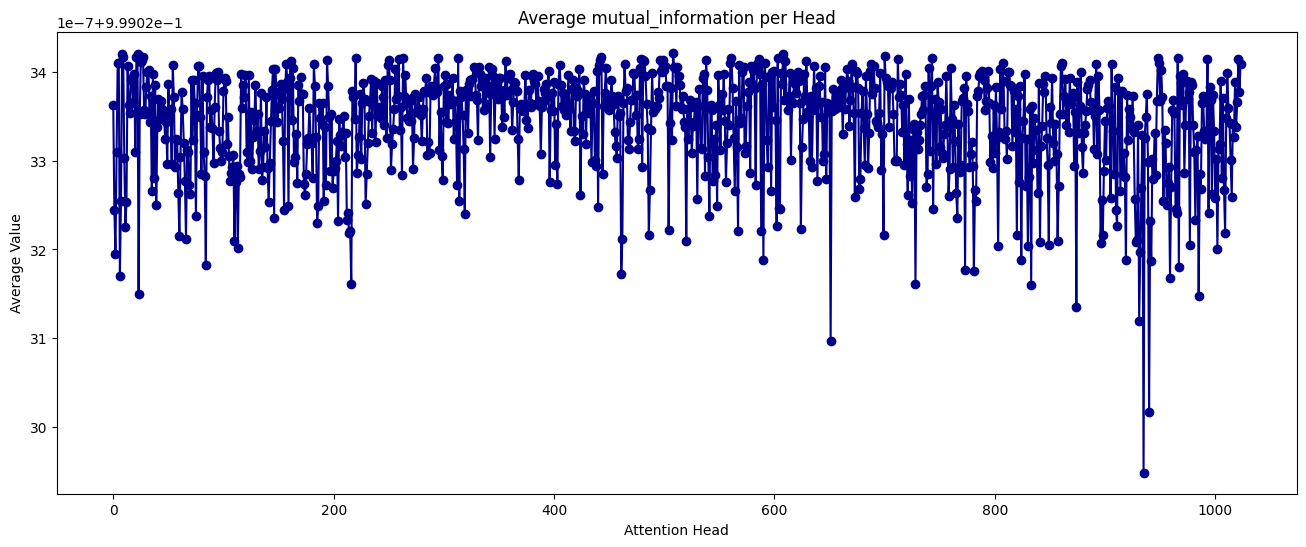 Average mutual_information per Head
1e-7+9.9902e-1
34
33
32
31
30
Average Value
0 200 400 600 800 1000
Attention Head